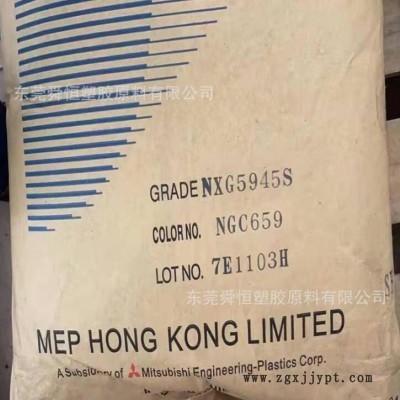 东莞舜恒塑胶原料有限公司
GRADE NXG5945S
COLOR NO. NGC659
LOT NO. 7E1103H
东莞舜恒塑胶原料有限公司
MEP HONG KONG LIMITED
A Subsidiary of Mitsubishi Engineering-Plastics Corp.
www.zgxjjypt.com